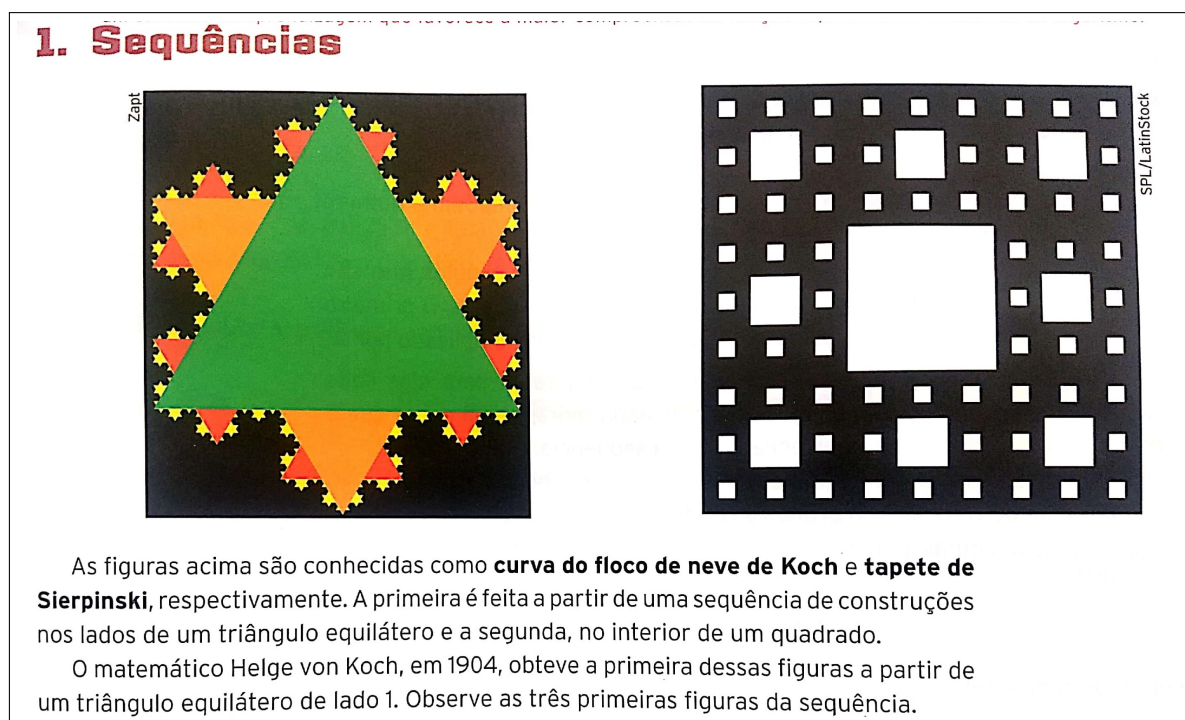 1. Sequências
Zapt
SPL/LatinStock
As figuras acima são conhecidas como curva do floco de neve de Koch e tapete de
Sierpinski, respectivamente. A primeira é feita a partir de uma sequência de construções
nos lados de um triângulo equilátero e a segunda, no interior de um quadrado.
O matemático Helge von Koch, em 1904, obteve a primeira dessas figuras a partir de
um triângulo equilátero de lado 1. Observe as três primeiras figuras da sequência.